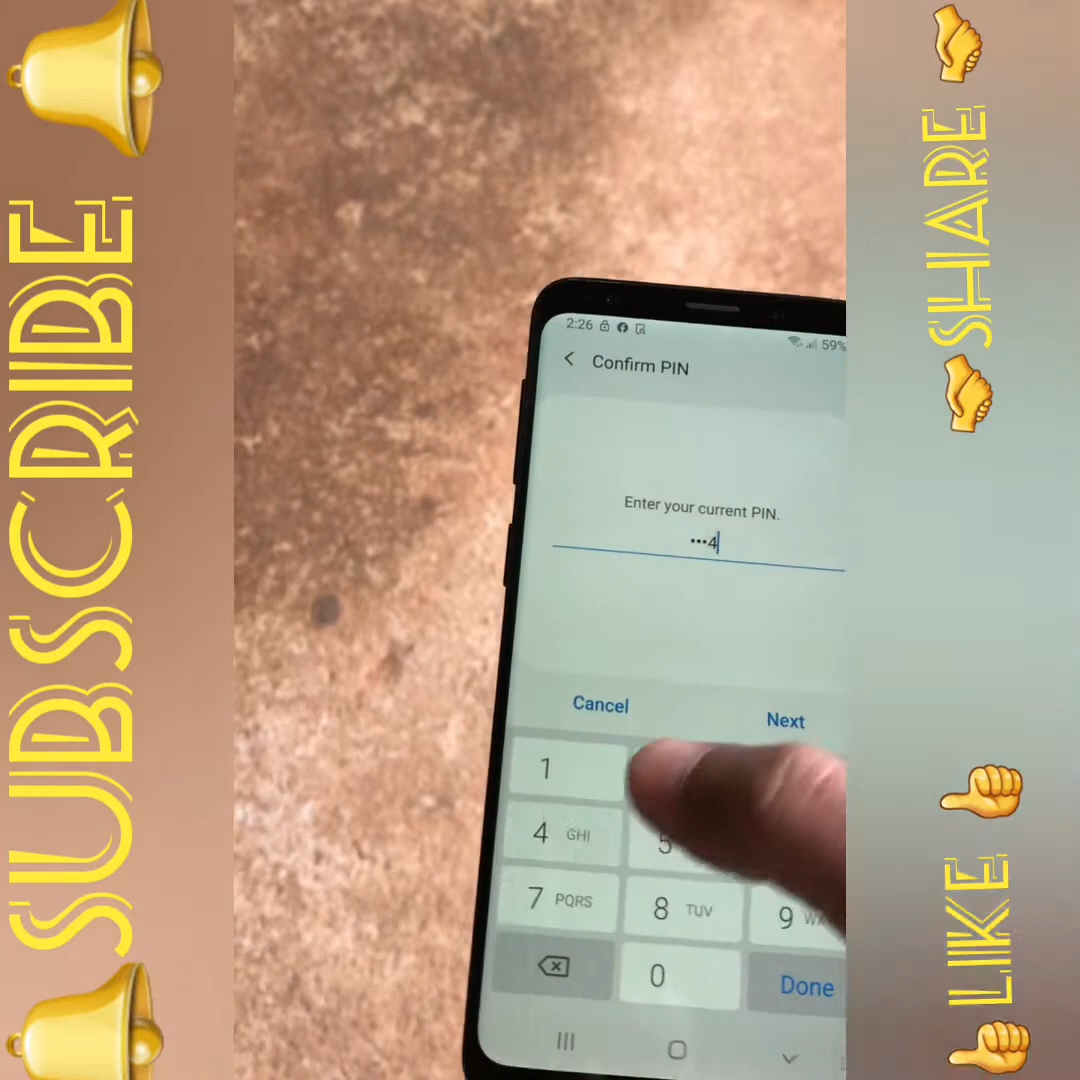 SUBSCRIBE
2:26
59%
Confirm PIN
Enter your current PIN.
•••4
Cancel
Next
1
4 GHI
5
7 PQRS
8 TUV
9 W
0
Done
SHARE
LIKE